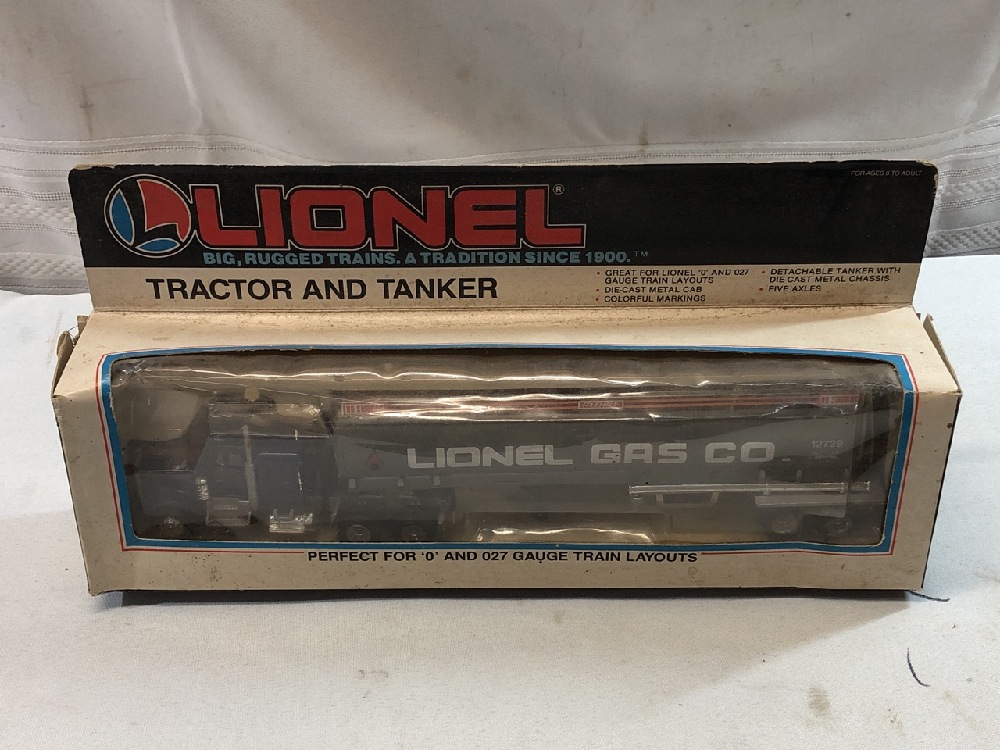 FOR AGES 8 TO ADULT
LIONEL®
BIG, RUGGED TRAINS. A TRADITION SINCE 1900.™
TRACTOR AND TANKER
• GREAT FOR LIONEL 'O' AND 027
GAUGE TRAIN LAYOUTS
• DIE-CAST METAL CAB
• COLORFUL MARKINGS
• DETACHABLE TANKER WITH
DIE CAST METAL CHASSIS
• FIVE AXLES
LIONEL GAS CO
12739
PERFECT FOR 'O' AND 027 GAUGE TRAIN LAYOUTS